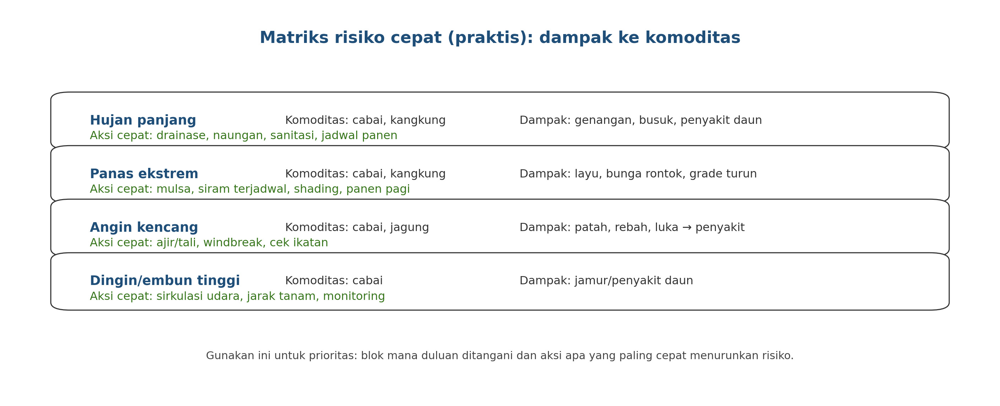 Matriks risiko cepat (praktis): dampak ke komoditas
Hujan panjang Komoditas: cabai, kangkung Dampak: genangan, busuk, penyakit daun
Aksi cepat: drainase, naungan, sanitasi, jadwal panen
Panas ekstrem Komoditas: cabai, kangkung Dampak: layu, bunga rontok, grade turun
Aksi cepat: mulsa, siram terjadwal, shading, panen pagi
Angin kencang Komoditas: cabai, jagung Dampak: patah, rebah, luka → penyakit
Aksi cepat: ajir/tali, windbreak, cek ikatan
Dingin/embun tinggi Komoditas: cabai Dampak: jamur/penyakit daun
Aksi cepat: sirkulasi udara, jarak tanam, monitoring
Gunakan ini untuk prioritas: blok mana duluan ditangani dan aksi apa yang paling cepat menurunkan risiko.